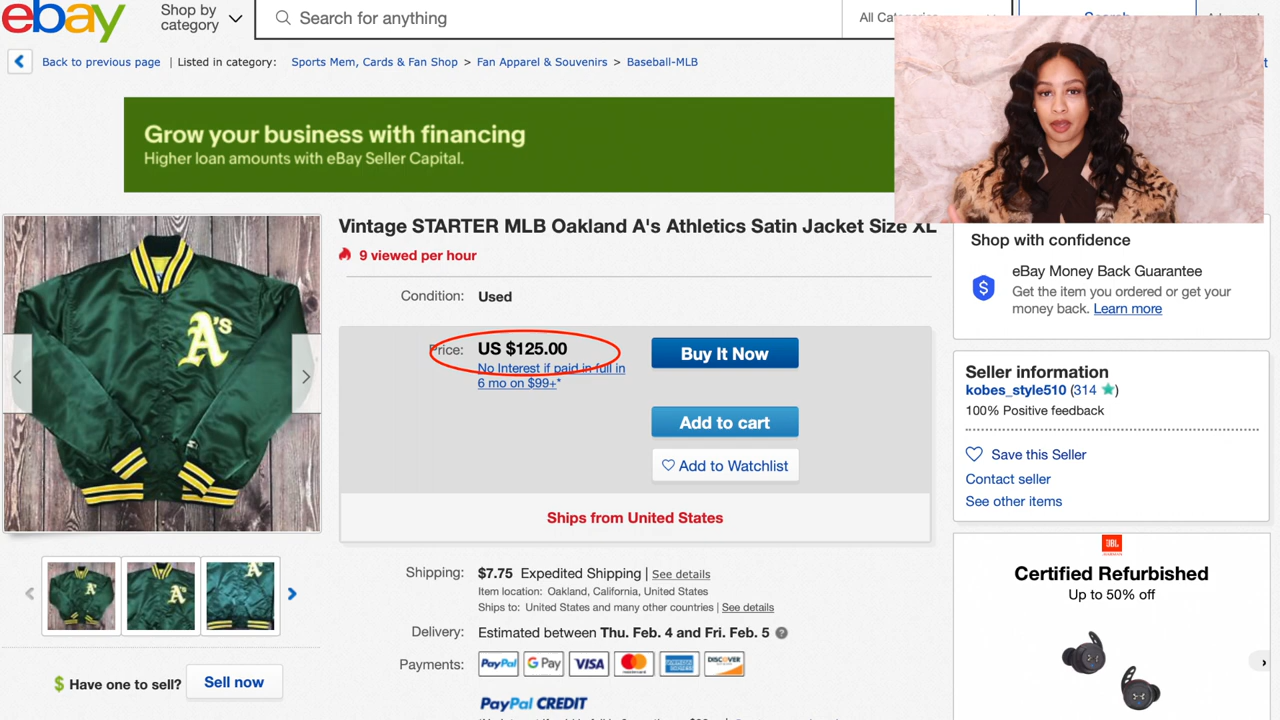 ebay
Shop by
category
Search for anything
Back to previous page | Listed in category: Sports Mem, Cards & Fan Shop > Fan Apparel & Souvenirs > Baseball-MLB
Grow your business with financing
Higher loan amounts with eBay Seller Capital.
Vintage STARTER MLB Oakland A's Athletics Satin Jacket Size XL
9 viewed per hour
Condition: Used
Price: US $125.00
No Interest if paid in full in
6 mo on $99+*
Buy It Now
Add to cart
Add to Watchlist
Ships from United States
Shipping: $7.75 Expedited Shipping | See details
Item location: Oakland, California, United States
Ships to: United States and many other countries | See details
Delivery: Estimated between Thu. Feb. 4 and Fri. Feb. 5 ?
Payments: PayPal G Pay VISA MasterCard AMERICAN EXPRESS DISCOVER
PayPal CREDIT
A's
$ Have one to sell? Sell now
Shop with confidence
eBay Money Back Guarantee
Get the item you ordered or get your
money back. Learn more
Seller information
kobes_style510 (314)
100% Positive feedback
Save this Seller
Contact seller
See other items
JBL
Certified Refurbished
Up to 50% off